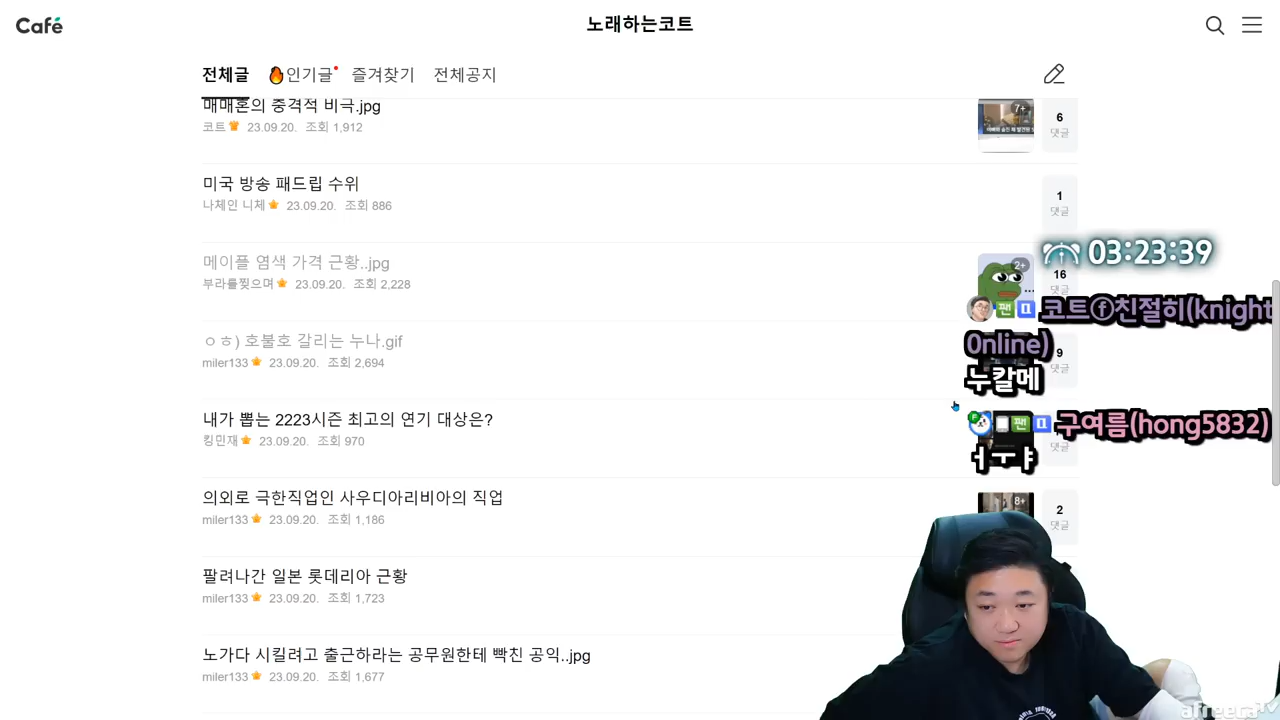 Café
노래하는코트
전체글
🔥인기글
즐겨찾기
전체공지
매매혼의 충격적 비극.jpg
코트 23.09.20. 조회 1,912
7+
6
댓글
미국 방송 패드립 수위
나체인 니체 23.09.20. 조회 886
1
댓글
메이플 염색 가격 근황..jpg
부라를찢으며 23.09.20. 조회 2,228
2+
16
댓글
03:23:39
짼
코트ⓕ친절히(knight
0nline)
누칼메
ㅇㅎ) 호불호 갈리는 누나.gif
miler133 23.09.20. 조회 2,694
9
댓글
내가 뽑는 2223시즌 최고의 연기 대상은?
킹민재 23.09.20. 조회 970
댓글
짼
구여름(hong5832)
ㅓㅜㅑ
의외로 극한직업인 사우디아리비아의 직업
miler133 23.09.20. 조회 1,186
8+
2
댓글
팔려나간 일본 롯데리아 근황
miler133 23.09.20. 조회 1,723
노가다 시킬려고 출근하라는 공무원한테 빡친 공익..jpg
miler133 23.09.20. 조회 1,677
afreecaTV